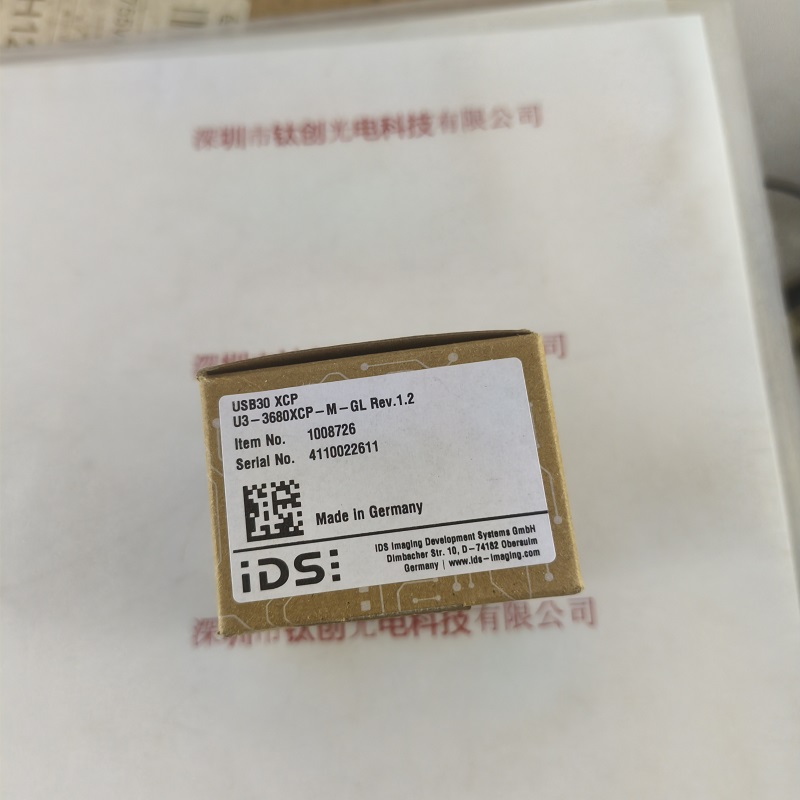 深圳市钛创光电科技有限公司
USB30 XCP
U3-3680XCP-M-GL Rev.1.2
Item No. 1008726
Serial No. 4110022611
Made in Germany
iDS:
IDS Imaging Development Systems GmbH
Dimbacher Str. 10, D-74182 Obersulm
Germany | www.ids-imaging.com
深圳市钛创光电科技有限公司